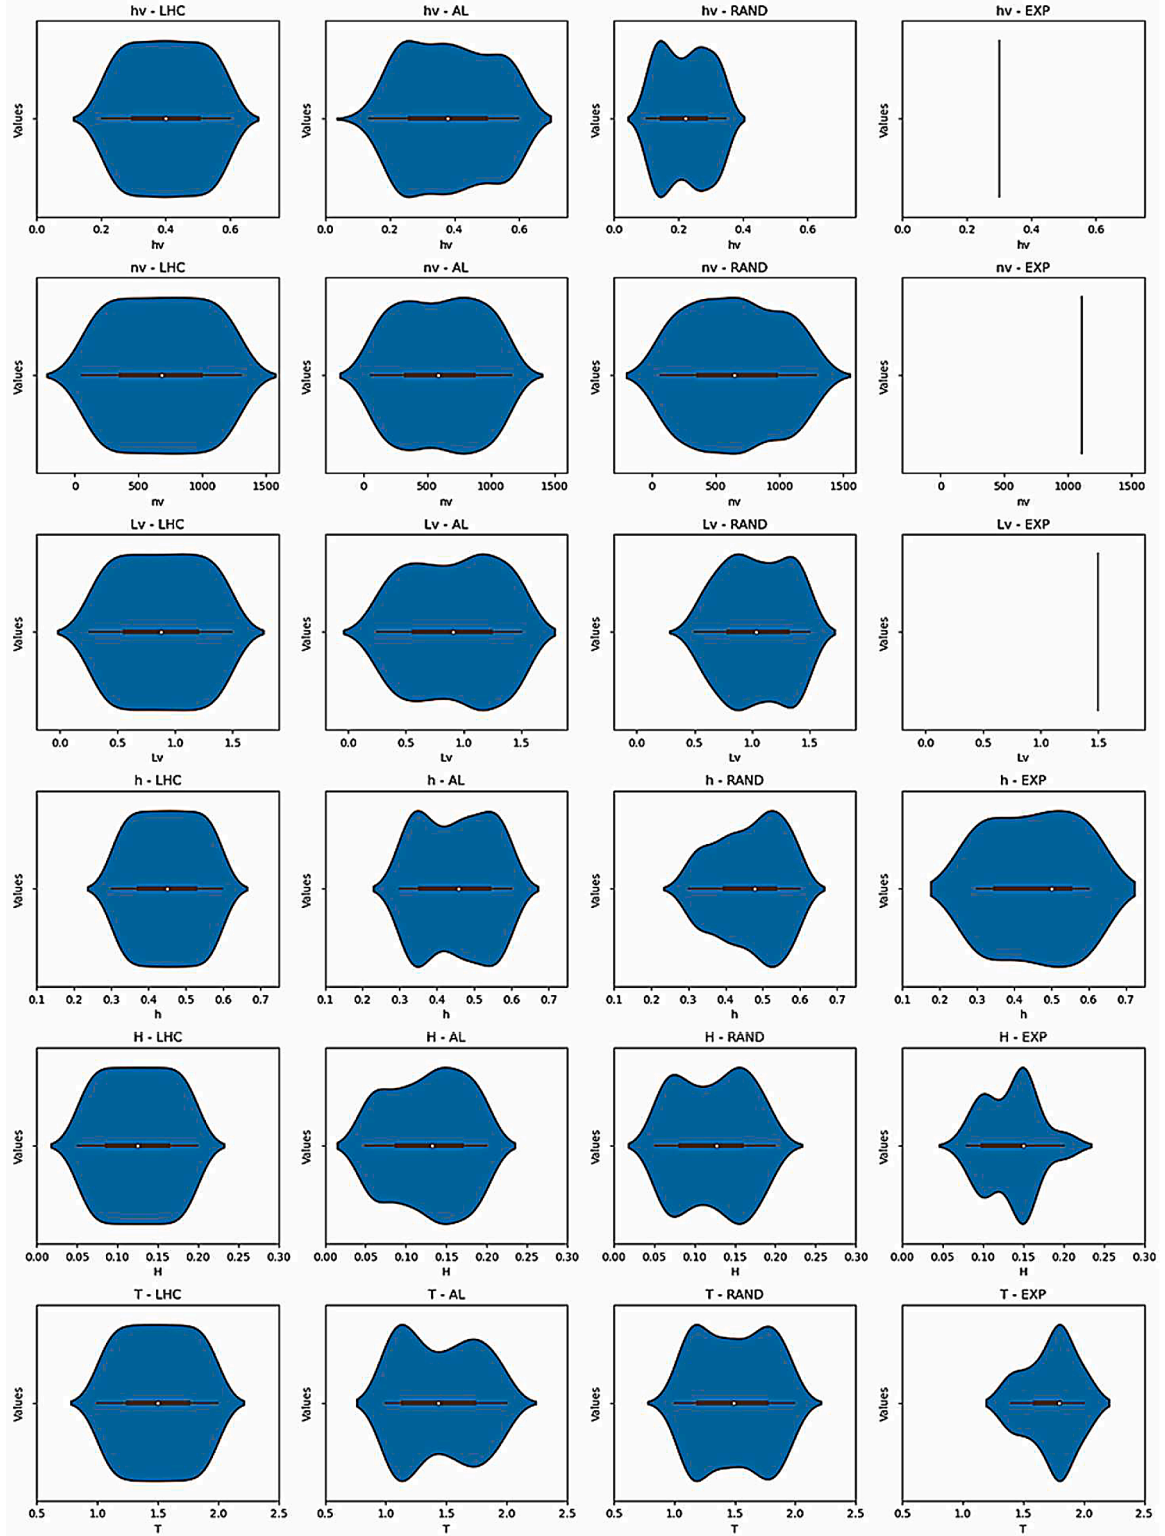 hv - LHC hv - AL hv - RAND hv - EXP
Values Values Values Values
0.0 0.2 0.4 0.6 0.0 0.2 0.4 0.6 0.0 0.2 0.4 0.6 0.0 0.2 0.4 0.6
hv hv hv hv
nv - LHC nv - AL nv - RAND nv - EXP
Values Values Values Values
0 500 1000 1500 0 500 1000 1500 0 500 1000 1500 0 500 1000 1500
nv nv nv nv
Lv - LHC Lv - AL Lv - RAND Lv - EXP
Values Values Values Values
0.0 0.5 1.0 1.5 0.0 0.5 1.0 1.5 0.0 0.5 1.0 1.5 0.0 0.5 1.0 1.5
Lv Lv Lv Lv
h - LHC h - AL h - RAND h - EXP
Values Values Values Values
0.1 0.2 0.3 0.4 0.5 0.6 0.7 0.1 0.2 0.3 0.4 0.5 0.6 0.7 0.1 0.2 0.3 0.4 0.5 0.6 0.7 0.1 0.2 0.3 0.4 0.5 0.6 0.7
h h h h
H - LHC H - AL H - RAND H - EXP
Values Values Values Values
0.00 0.05 0.10 0.15 0.20 0.25 0.30 0.00 0.05 0.10 0.15 0.20 0.25 0.30 0.00 0.05 0.10 0.15 0.20 0.25 0.30 0.00 0.05 0.10 0.15 0.20 0.25 0.30
H H H H
T - LHC T - AL T - RAND T - EXP
Values Values Values Values
0.5 1.0 1.5 2.0 2.5 0.5 1.0 1.5 2.0 2.5 0.5 1.0 1.5 2.0 2.5 0.5 1.0 1.5 2.0 2.5
T T T T